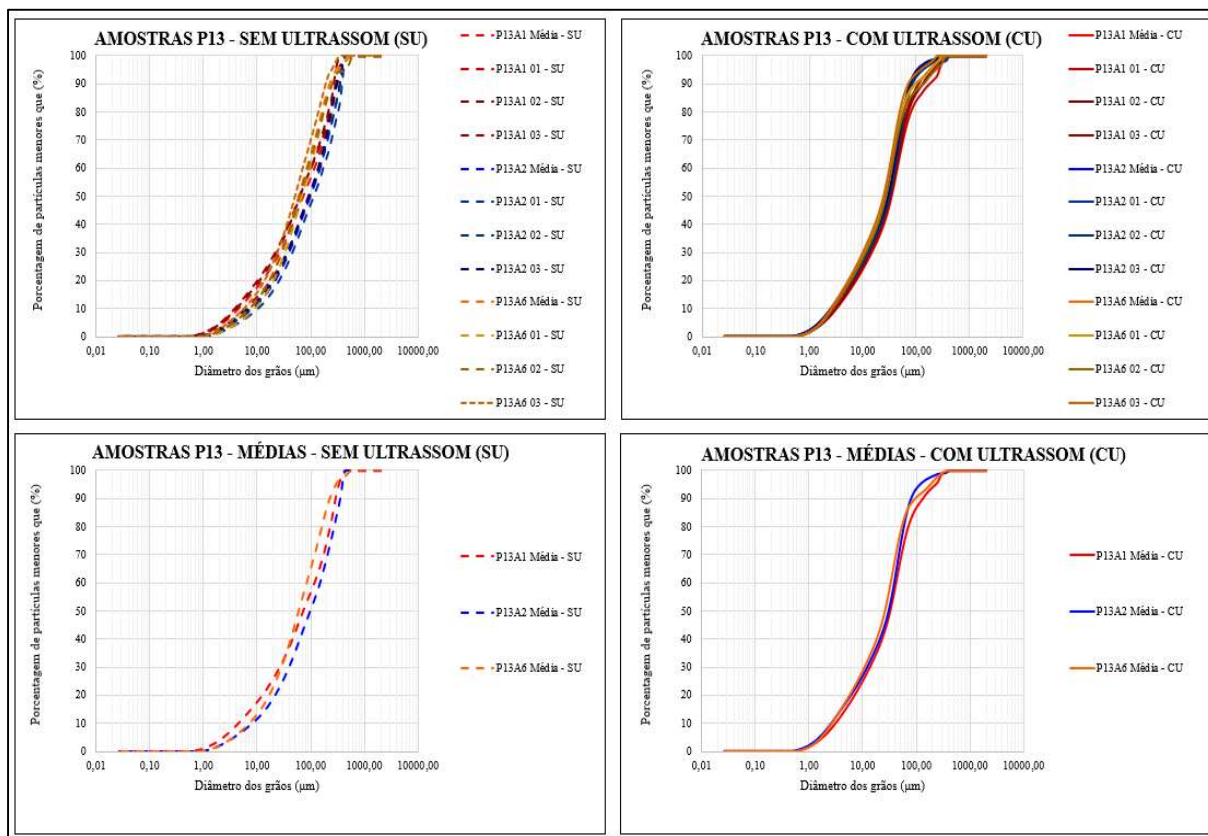 AMOSTRAS P13 - SEM ULTRASSOM (SU)
Porcentagem de partículas menores que (%)
100
90
80
70
60
50
40
30
20
10
0
0,01 0,10 1,00 10,00 100,00 1000,00 10000,00
Diâmetro dos grãos (µm)
P13A1 Média - SU
P13A1 01 - SU
P13A1 02 - SU
P13A1 03 - SU
P13A2 Média - SU
P13A2 01 - SU
P13A2 02 - SU
P13A2 03 - SU
P13A6 Média - SU
P13A6 01 - SU
P13A6 02 - SU
P13A6 03 - SU
AMOSTRAS P13 - COM ULTRASSOM (CU)
Porcentagem de partículas menores que (%)
100
90
80
70
60
50
40
30
20
10
0
0,01 0,10 1,00 10,00 100,00 1000,00 10000,00
Diâmetro dos grãos (µm)
P13A1 Média - CU
P13A1 01 - CU
P13A1 02 - CU
P13A1 03 - CU
P13A2 Média - CU
P13A2 01 - CU
P13A2 02 - CU
P13A2 03 - CU
P13A6 Média - CU
P13A6 01 - CU
P13A6 02 - CU
P13A6 03 - CU
AMOSTRAS P13 - MÉDIAS - SEM ULTRASSOM (SU)
Porcentagem de partículas menores que (%)
100
90
80
70
60
50
40
30
20
10
0
0,01 0,10 1,00 10,00 100,00 1000,00 10000,00
Diâmetro dos grãos (µm)
P13A1 Média - SU
P13A2 Média - SU
P13A6 Média - SU
AMOSTRAS P13 - MÉDIAS - COM ULTRASSOM (CU)
Porcentagem de partículas menores que (%)
100
90
80
70
60
50
40
30
20
10
0
0,01 0,10 1,00 10,00 100,00 1000,00 10000,00
Diâmetro dos grãos (µm)
P13A1 Média - CU
P13A2 Média - CU
P13A6 Média - CU